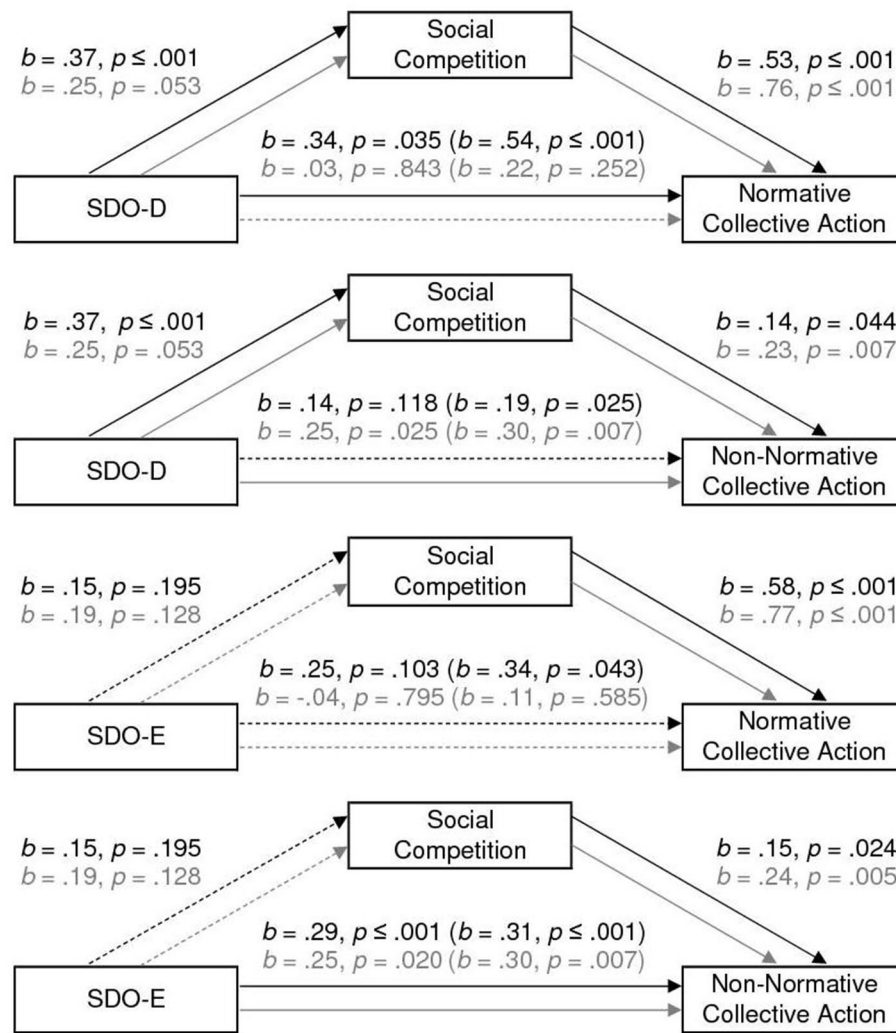 Social
Competition
b = .37, p ≤ .001
b = .25, p = .053
b = .53, p ≤ .001
b = .76, p ≤ .001
b = .34, p = .035 (b = .54, p ≤ .001)
b = .03, p = .843 (b = .22, p = .252)
SDO-D
Normative
Collective Action
Social
Competition
b = .37, p ≤ .001
b = .25, p = .053
b = .14, p = .044
b = .23, p = .007
b = .14, p = .118 (b = .19, p = .025)
b = .25, p = .025 (b = .30, p = .007)
SDO-D
Non-Normative
Collective Action
Social
Competition
b = .15, p = .195
b = .19, p = .128
b = .58, p ≤ .001
b = .77, p ≤ .001
b = .25, p = .103 (b = .34, p = .043)
b = -.04, p = .795 (b = .11, p = .585)
SDO-E
Normative
Collective Action
Social
Competition
b = .15, p = .195
b = .19, p = .128
b = .15, p = .024
b = .24, p = .005
b = .29, p ≤ .001 (b = .31, p ≤ .001)
b = .25, p = .020 (b = .30, p = .007)
SDO-E
Non-Normative
Collective Action